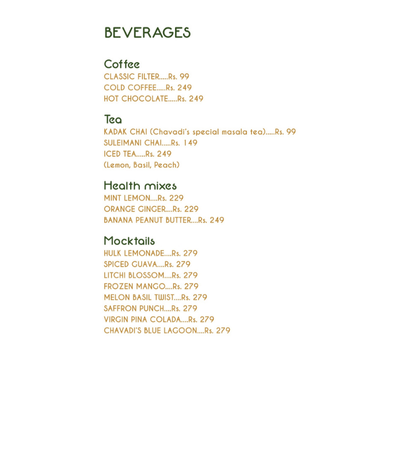 BEVERAGES
Coffee
CLASSIC FILTER.....Rs. 99
COLD COFFEE.....Rs. 249
HOT CHOCOLATE.....Rs. 249
Tea
KADAK CHAI (Chavadi's special masala tea).....Rs. 99
SULEIMANI CHAI.....Rs. 149
ICED TEA.....Rs. 249
(Lemon, Basil, Peach)
Health mixes
MINT LEMON....Rs. 229
ORANGE GINGER....Rs. 229
BANANA PEANUT BUTTER....Rs. 249
Mocktails
HULK LEMONADE....Rs. 279
SPICED GUAVA....Rs. 279
LITCHI BLOSSOM....Rs. 279
FROZEN MANGO....Rs. 279
MELON BASIL TWIST....Rs. 279
SAFFRON PUNCH....Rs. 279
VIRGIN PINA COLADA....Rs. 279
CHAVADI'S BLUE LAGOON....Rs. 279